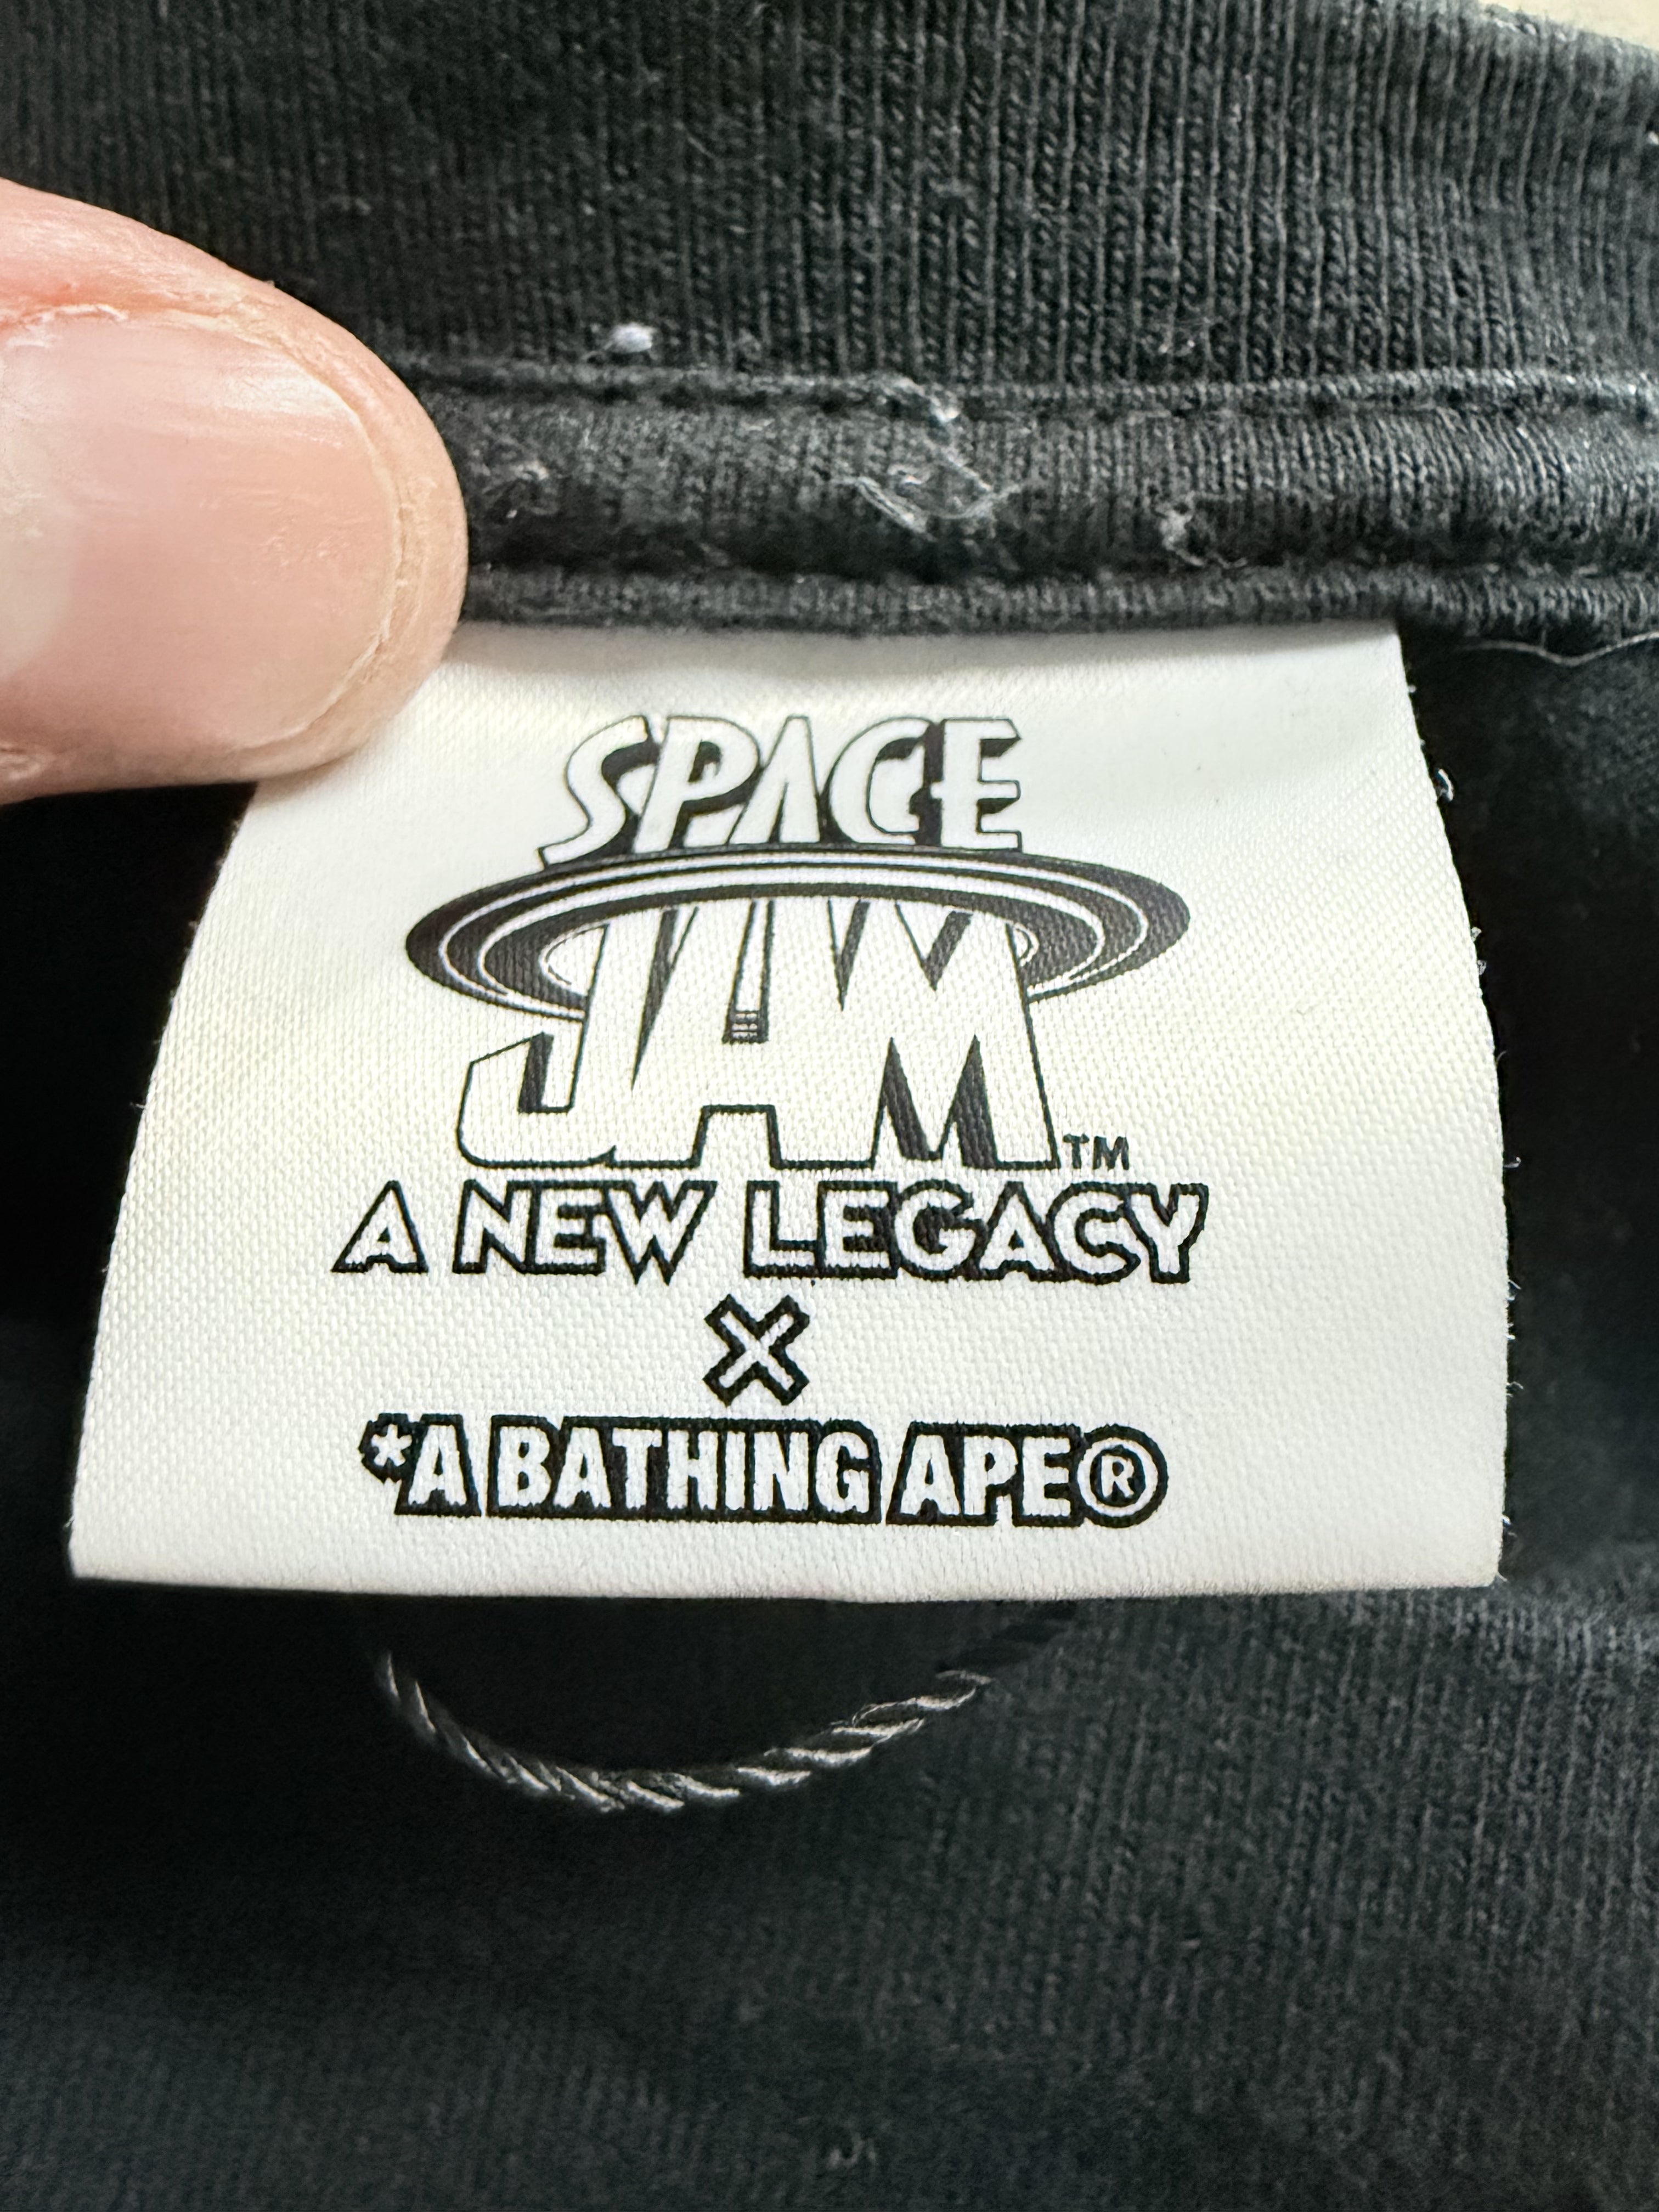 SPACE
JAM™
A NEW LEGACY
×
*A BATHING APE®